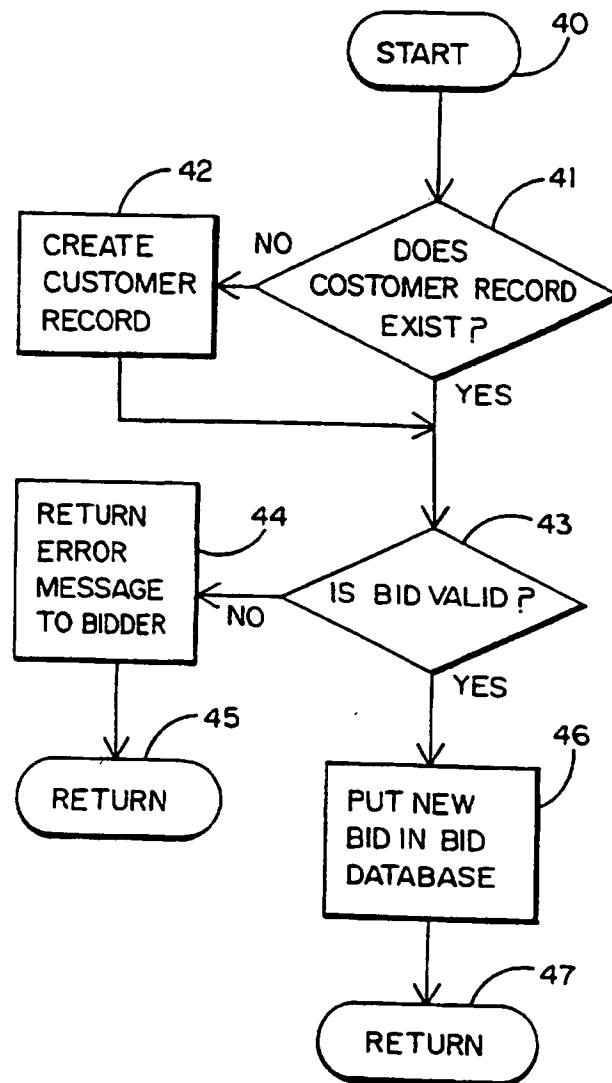 START
40
41
DOES
COSTOMER RECORD
EXIST?
NO
42
CREATE
CUSTOMER
RECORD
YES
43
IS BID VALID?
NO
44
RETURN
ERROR
MESSAGE
TO BIDDER
45
RETURN
YES
46
PUT NEW
BID IN BID
DATABASE
47
RETURN